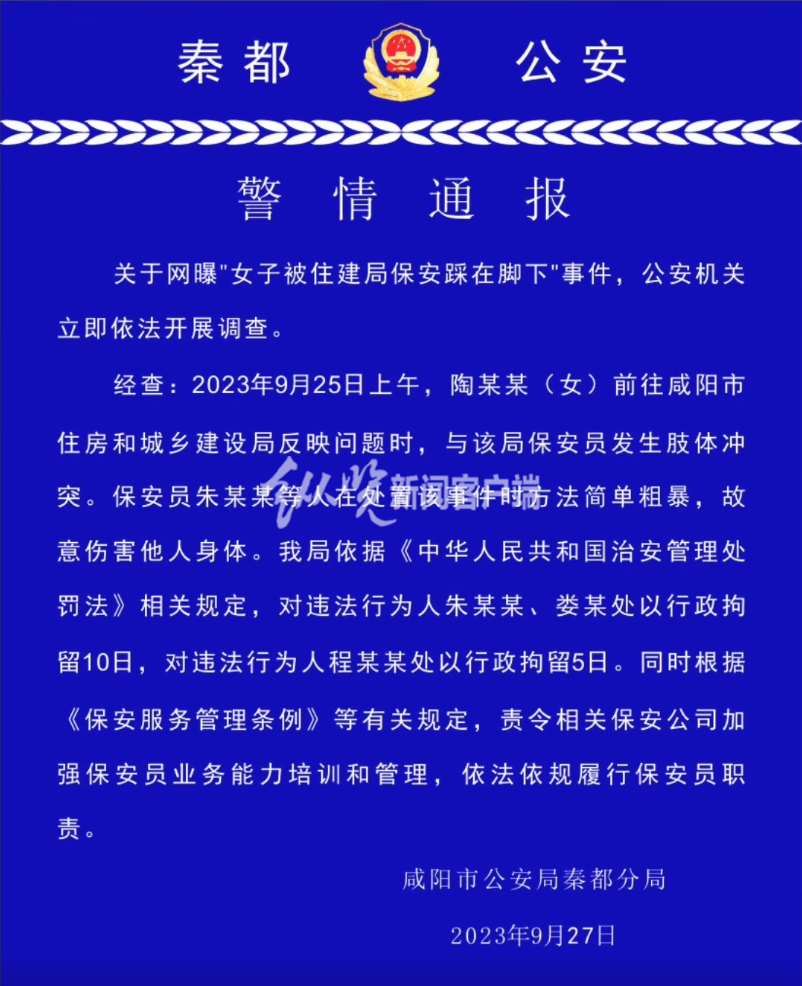 秦都 公安
警情通报
关于网曝"女子被住建局保安踩在脚下"事件，公安机关
立即依法开展调查。
经查：2023年9月25日上午，陶某某（女）前往咸阳市
住房和城乡建设局反映问题时，与该局保安员发生肢体冲
突。保安员朱某某等人在处置该事件时方法简单粗暴，故
意伤害他人身体。我局依据《中华人民共和国治安管理处
罚法》相关规定，对违法行为人朱某某、娄某处以行政拘
留10日，对违法行为人程某某处以行政拘留5日。同时根据
《保安服务管理条例》等有关规定，责令相关保安公司加
强保安员业务能力培训和管理，依法依规履行保安员职
责。
纵览新闻客户端
咸阳市公安局秦都分局
2023年9月27日